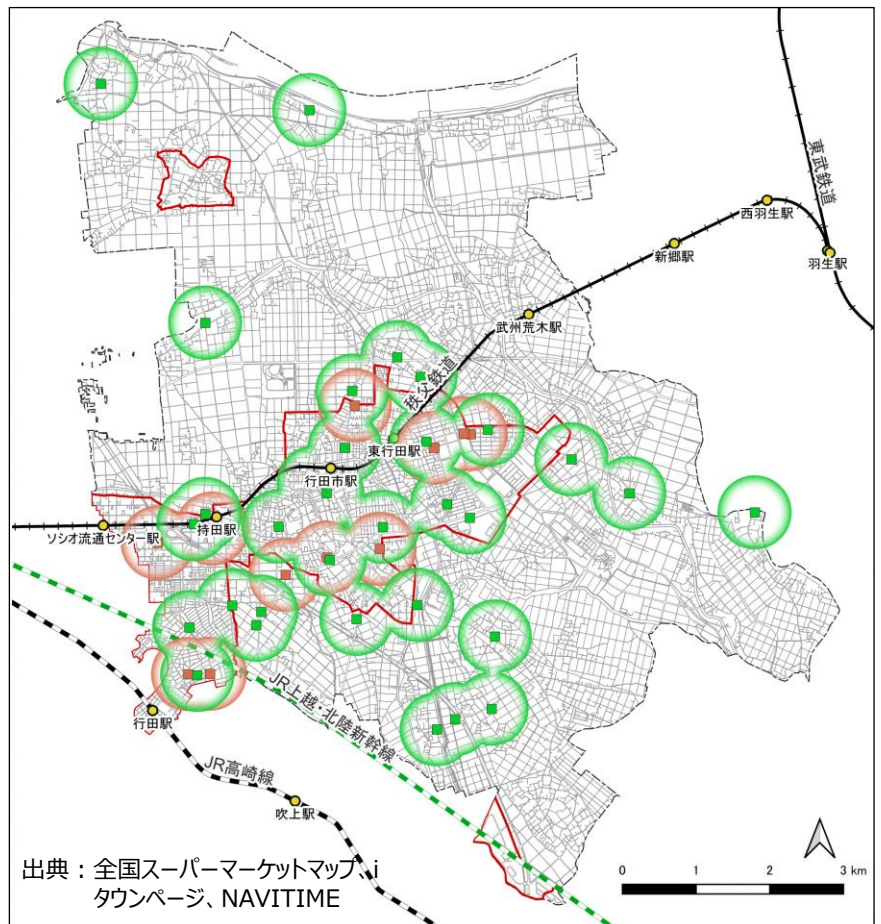 東武鉄道
西羽生駅
新郷駅
羽生駅
武州荒木駅
秩父鉄道
東行田駅
行田市駅
持田駅
ソシオ流通センター駅
JR上越・北陸新幹線
行田駅
JR高崎線
吹上駅
出典：全国スーパーマーケットマップ、i
タウンページ、NAVITIME
0 1 2 3 km